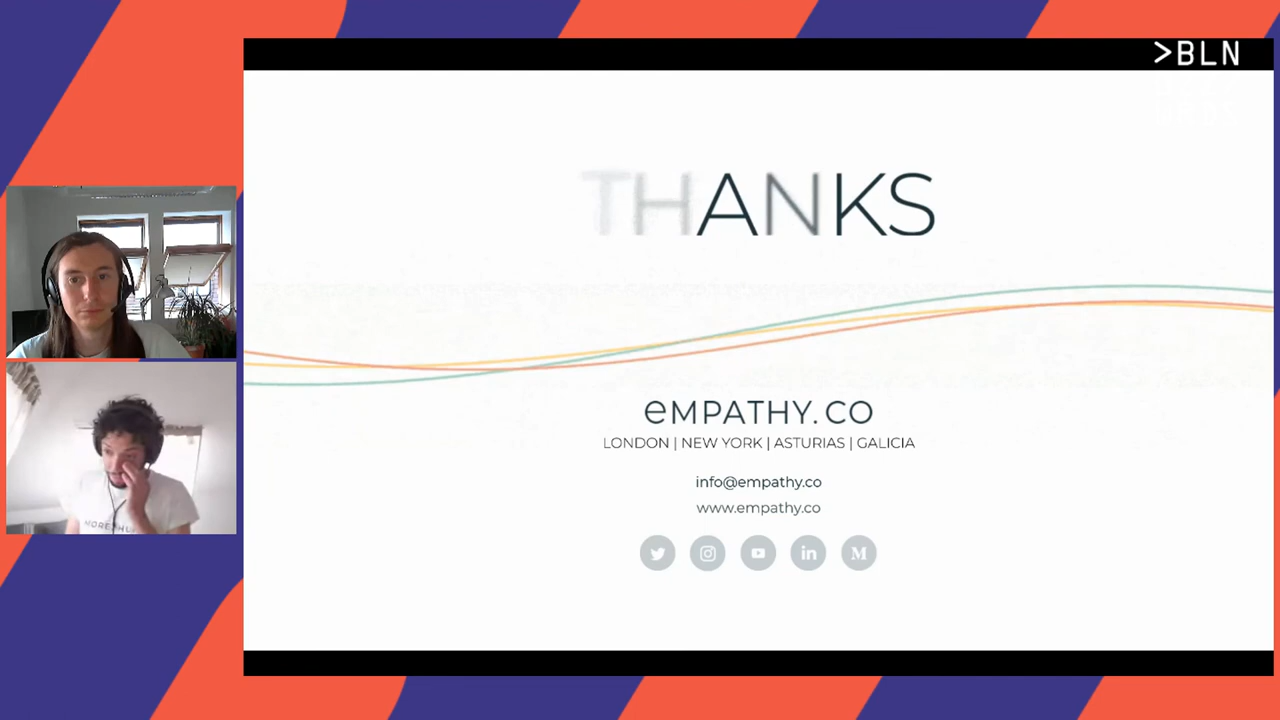 >BLN
THANKS
eMPATHY.CO
LONDON | NEW YORK | ASTURIAS | GALICIA
info@empathy.co
www.empathy.co